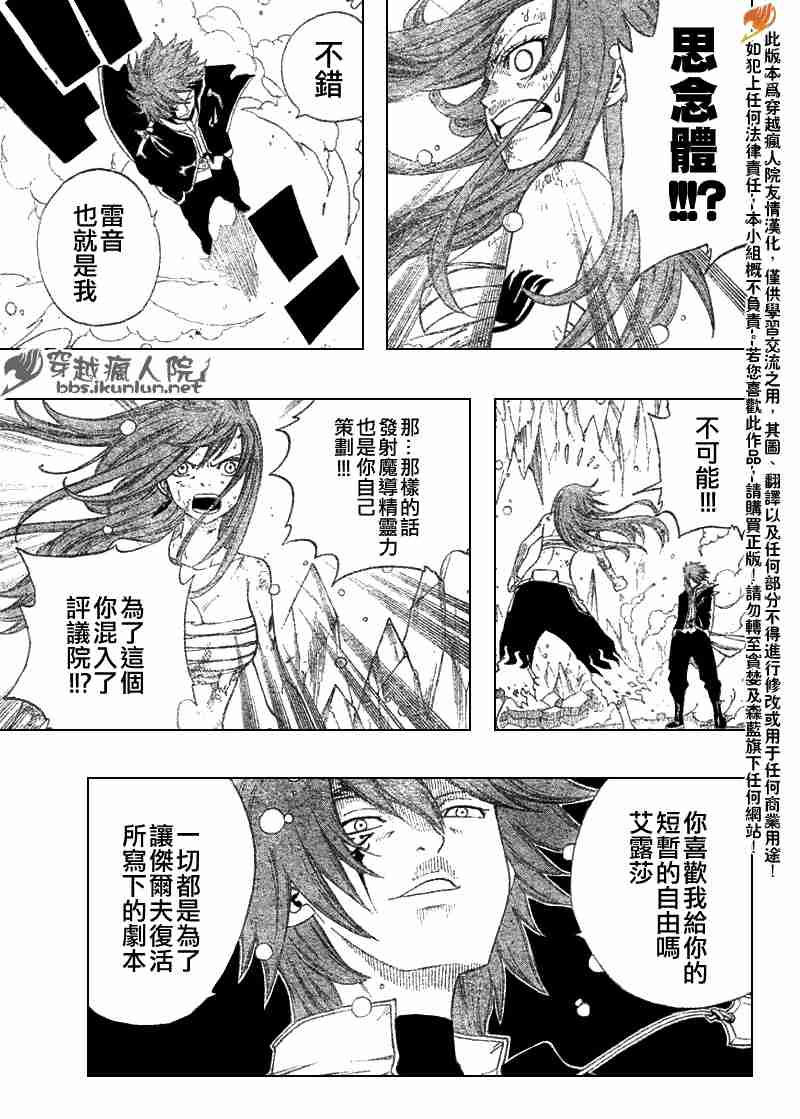 此版本爲穿越瘋人院友情漢化，僅供學習交流之用，其圖、翻譯以及任何部分不得進行修改或用于任何商業用途！
如犯上任何法律責任，本小組概不負責。若您喜歡此作品，請購買正版！請勿轉至貪婪及森藍旗下任何網站！
思念體!!!?
不錯
雷音
也就是我
穿越瘋人院
bbs.ikunlun.net
不可能!!!
那…那樣的話
發射魔導精靈力
也是你自己
策劃!!!
為了這個
你混入了
評議院!!?
你喜歡我給你的
短暫的自由嗎
艾露莎
一切都是為了
讓傑爾夫復活
所寫下的劇本